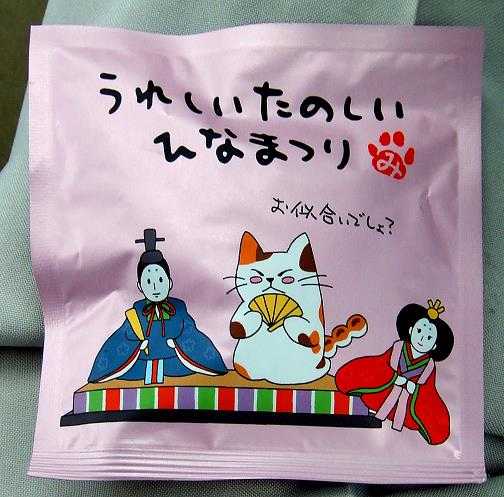 うれしいたのしい
ひなまつり
み
お似合いでしょ?